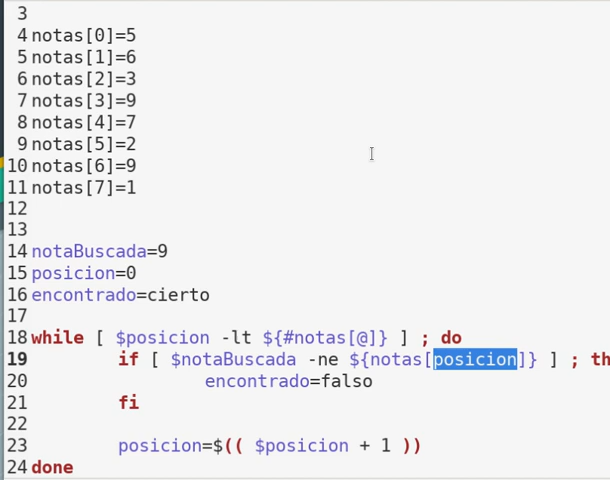 3
4 notas[0]=5
5 notas[1]=6
6 notas[2]=3
7 notas[3]=9
8 notas[4]=7
9 notas[5]=2
10 notas[6]=9
11 notas[7]=1
12
13
14 notaBuscada=9
15 posicion=0
16 encontrado=cierto
17
18 while [ $posicion -lt ${#notas[@]} ] ; do
19 if [ $notaBuscada -ne ${notas[posicion]} ] ; th
20 encontrado=falso
21 fi
22
23 posicion=$(( $posicion + 1 ))
24 done